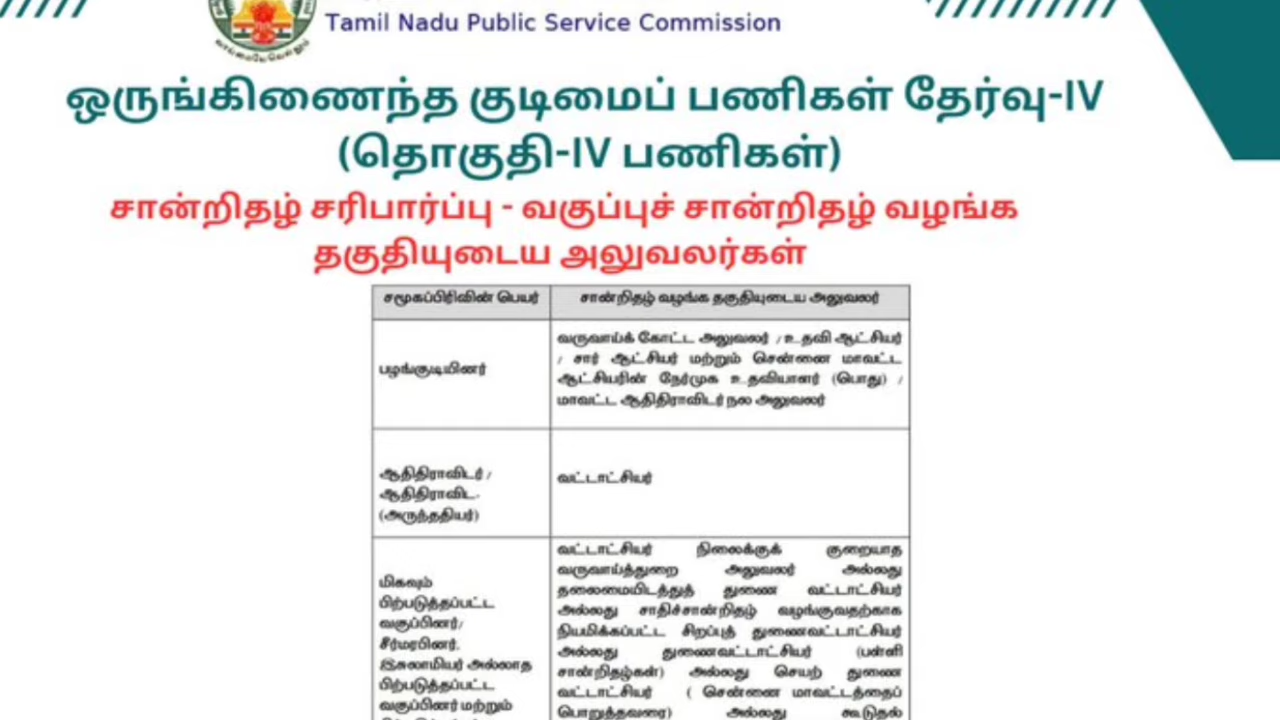 Tamil Nadu Public Service Commission
ஒருங்கிணைந்த குடிமைப் பணிகள் தேர்வு-IV
(தொகுதி-IV பணிகள்)
சான்றிதழ் சரிபார்ப்பு - வகுப்புச் சான்றிதழ் வழங்க
தகுதியுடைய அலுவலர்கள்
சமூகப்பிரிவின் பெயர்
சான்றிதழ் வழங்க தகுதியுடைய அலுவலர்
பழங்குடியினர்
வருவாய்க் கோட்ட அலுவலர் / உதவி ஆட்சியர்
/ சார் ஆட்சியர் மற்றும் சென்னை மாவட்ட
ஆட்சியரின் நேர்முக உதவியாளர் (பொது) /
மாவட்ட ஆதிதிராவிடர் நல அலுவலர்
ஆதிதிராவிடர் /
ஆதிதிராவிட-
(அருந்ததியர்)
வட்டாட்சியர்
மிகவும்
பிற்படுத்தப்பட்ட
வகுப்பினர்/
சீர்மரபினர்,
இசுலாமியர் அல்லாத
பிற்படுத்தப்பட்ட
வகுப்பினர் மற்றும்
வட்டாட்சியர் நிலைக்குக் குறையாத
வருவாய்த்துறை அலுவலர் அல்லது
தலைமையிடத்துத் துணை வட்டாட்சியர்
அல்லது சாதிச்சான்றிதழ் வழங்குவதற்காக
நியமிக்கப்பட்ட சிறப்புத் துணைவட்டாட்சியர்
அல்லது துணைவட்டாட்சியர் (பள்ளி
சான்றிதழ்கள்) அல்லது செயற் துணை
வட்டாட்சியர் ( சென்னை மாவட்டத்தைப்
பொறுத்தவரை) அல்லது கூடுதல்